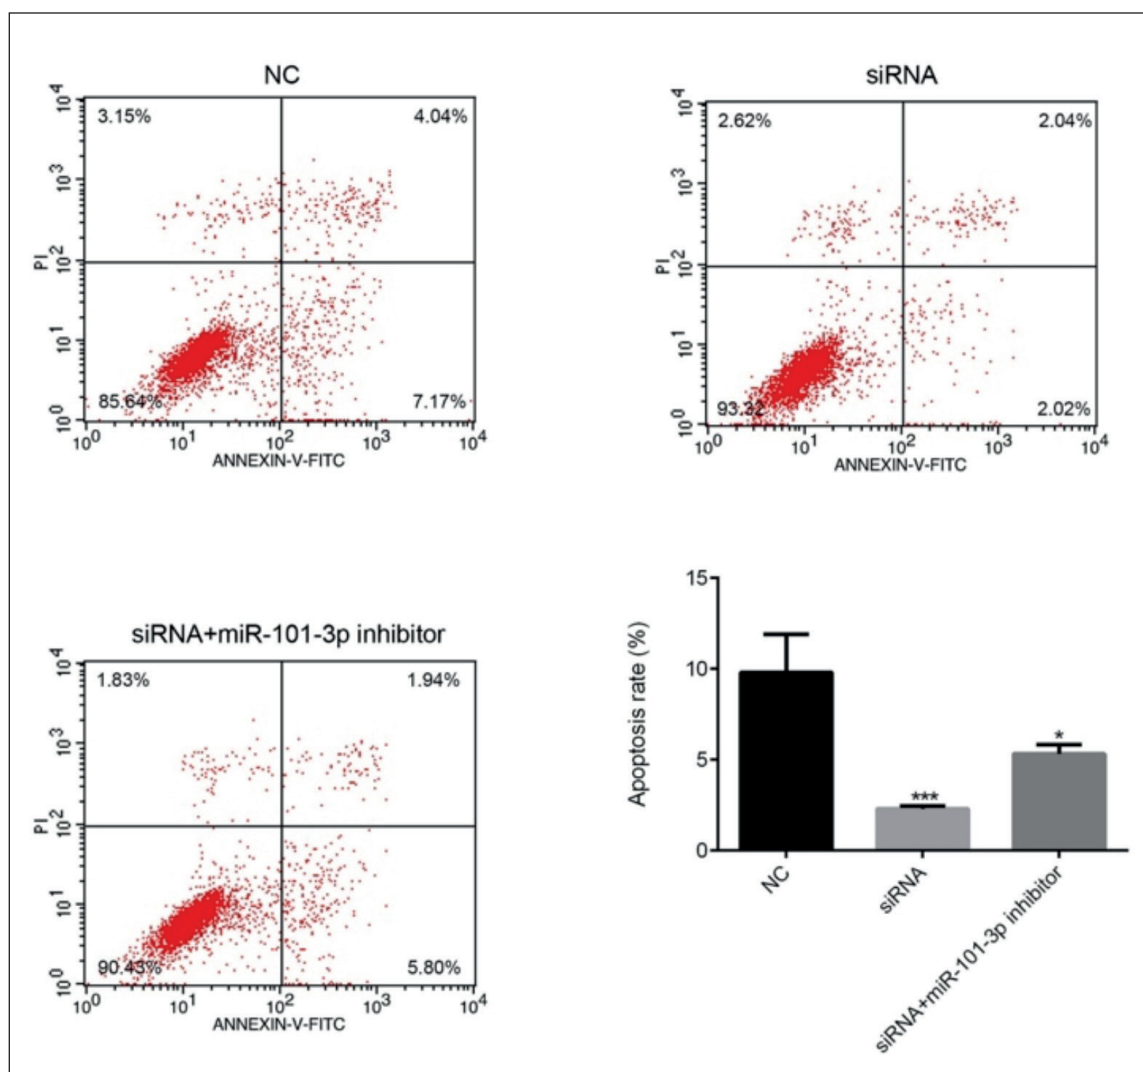 NC
10⁴
3.15%
4.04%
10³
PI
10²
10¹
85.64%
7.17%
10⁰
10⁰ 10¹ 10² 10³ 10⁴
ANNEXIN-V-FITC
siRNA
10⁴
2.62%
2.04%
10³
PI
10²
10¹
93.32
2.02%
10⁰
10⁰ 10¹ 10² 10³ 10⁴
ANNEXIN-V-FITC
siRNA+miR-101-3p inhibitor
10⁴
1.83%
1.94%
10³
PI
10²
10¹
90.43%
5.80%
10⁰
10⁰ 10¹ 10² 10³ 10⁴
ANNEXIN-V-FITC
Apoptosis rate (%)
15
10
5
0
***
*
NC
siRNA
siRNA+miR-101-3p inhibitor